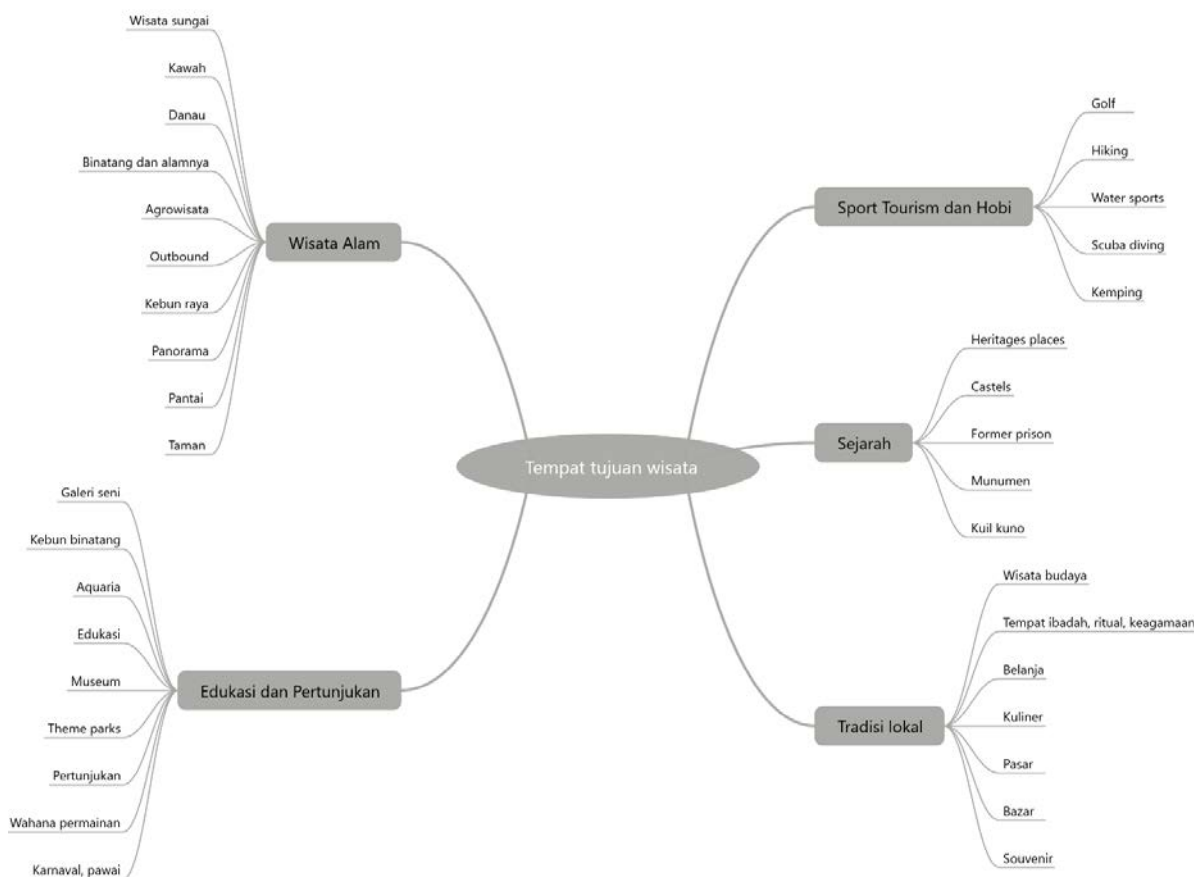 Tempat tujuan wisata
Wisata Alam
Wisata sungai
Kawah
Danau
Binatang dan alamnya
Agrowisata
Outbound
Kebun raya
Panorama
Pantai
Taman
Edukasi dan Pertunjukan
Galeri seni
Kebun binatang
Aquaria
Edukasi
Museum
Theme parks
Pertunjukan
Wahana permainan
Karnaval, pawai
Sport Tourism dan Hobi
Golf
Hiking
Water sports
Scuba diving
Kemping
Sejarah
Heritages places
Castels
Former prison
Munumen
Kuil kuno
Tradisi lokal
Wisata budaya
Tempat ibadah, ritual, keagamaan
Belanja
Kuliner
Pasar
Bazar
Souvenir